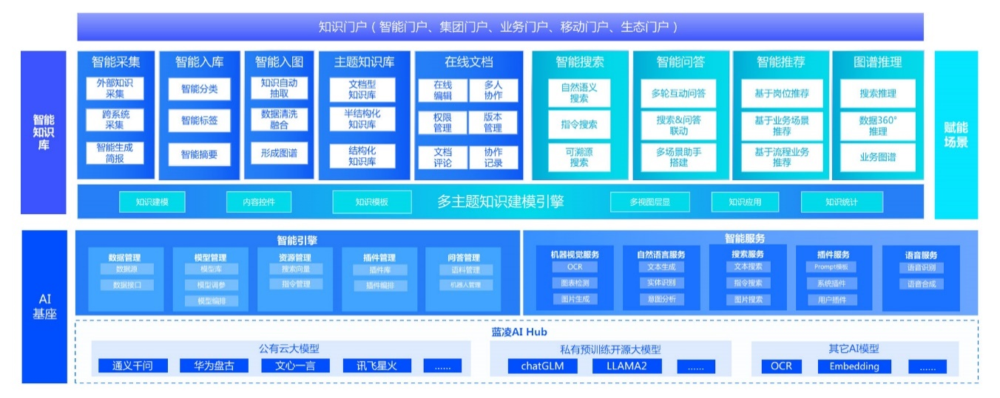 知识门户（智能门户、集团门户、业务门户、移动门户、生态门户）
智能
知识
库
智能采集
外部知识
采集
跨系统
采集
智能生成
简报
智能入库
智能分类
智能标签
智能摘要
智能入图
知识自动
抽取
数据清洗
融合
形成图谱
主题知识库
文档型
知识库
半结构化
知识库
结构化
知识库
在线文档
在线
编辑
多人
协作
权限
管理
版本
管理
文档
评论
协作
记录
智能搜索
自然语义
搜索
指令搜索
可溯源
搜索
智能问答
多轮互动问答
搜索&问答
联动
多场景助手
搭建
智能推荐
基于岗位推荐
基于业务场景
推荐
基于流程业务
推荐
图谱推理
搜索推理
数据360°
推理
业务图谱
赋能
场景
知识建模
内容控件
知识模板
多主题知识建模引擎
多视图层显
知识应用
知识统计
AI
基座
智能引擎
数据管理
数据源
数据接口
模型管理
模型库
模型调参
模型编排
资源管理
搜索向量
指令管理
插件管理
插件库
插件编排
问答管理
语料管理
机器人管理
智能服务
机器视觉服务
OCR
图表检测
图片生成
自然语言服务
文本生成
实体识别
意图分析
搜索服务
文本搜索
指令搜索
图片搜索
插件服务
Prompt模板
系统插件
用户插件
语音服务
语音识别
语音合成
蓝凌AI Hub
公有云大模型
通义千问
华为盘古
文心一言
讯飞星火
......
私有预训练开源大模型
chatGLM
LLAMA2
......
其它AI模型
OCR
Embedding
......